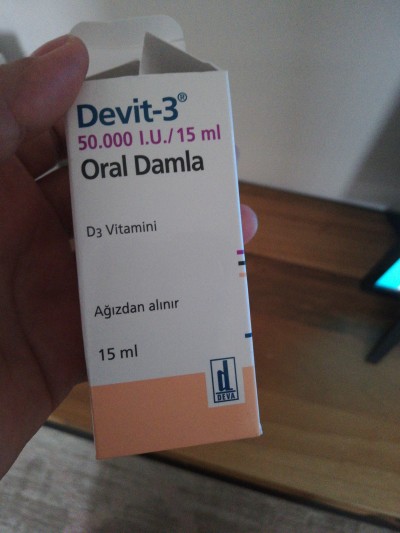 Devit-3®
50.000 I.U./15 ml
Oral Damla
D3 Vitamini
Ağızdan alınır
15 ml
DEVA